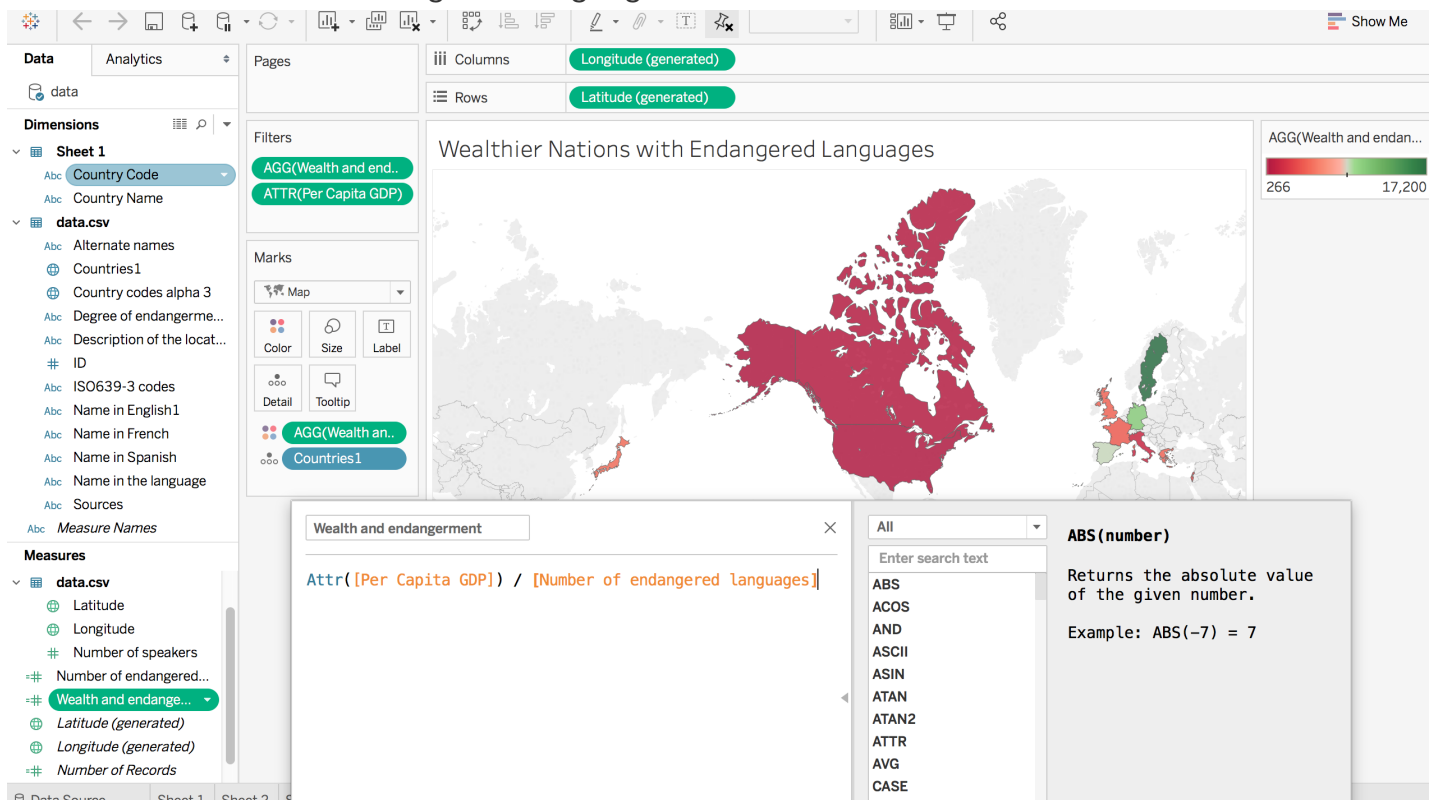 Show Me
Data
Analytics
data
Dimensions
Sheet 1
Abc Country Code
Abc Country Name
data.csv
Abc Alternate names
Countries1
Country codes alpha 3
Abc Degree of endangerme...
Abc Description of the locat...
# ID
Abc ISO639-3 codes
Abc Name in English1
Abc Name in French
Abc Name in Spanish
Abc Name in the language
Abc Sources
Abc Measure Names
Measures
data.csv
Latitude
Longitude
# Number of speakers
=# Number of endangered...
=# Wealth and endange...
Latitude (generated)
Longitude (generated)
=# Number of Records
Data Source
Sheet 1
Sheet 2
Pages
Filters
AGG(Wealth and end..
ATTR(Per Capita GDP)
Marks
Map
Color
Size
Label
Detail
Tooltip
AGG(Wealth an..
Countries1
iii Columns
Longitude (generated)
Rows
Latitude (generated)
Wealthier Nations with Endangered Languages
AGG(Wealth and endan...
266
17,200
Wealth and endangerment
Attr([Per Capita GDP]) / [Number of endangered languages]
All
Enter search text
ABS
ACOS
AND
ASCII
ASIN
ATAN
ATAN2
ATTR
AVG
CASE
ABS(number)
Returns the absolute value
of the given number.
Example: ABS(-7) = 7